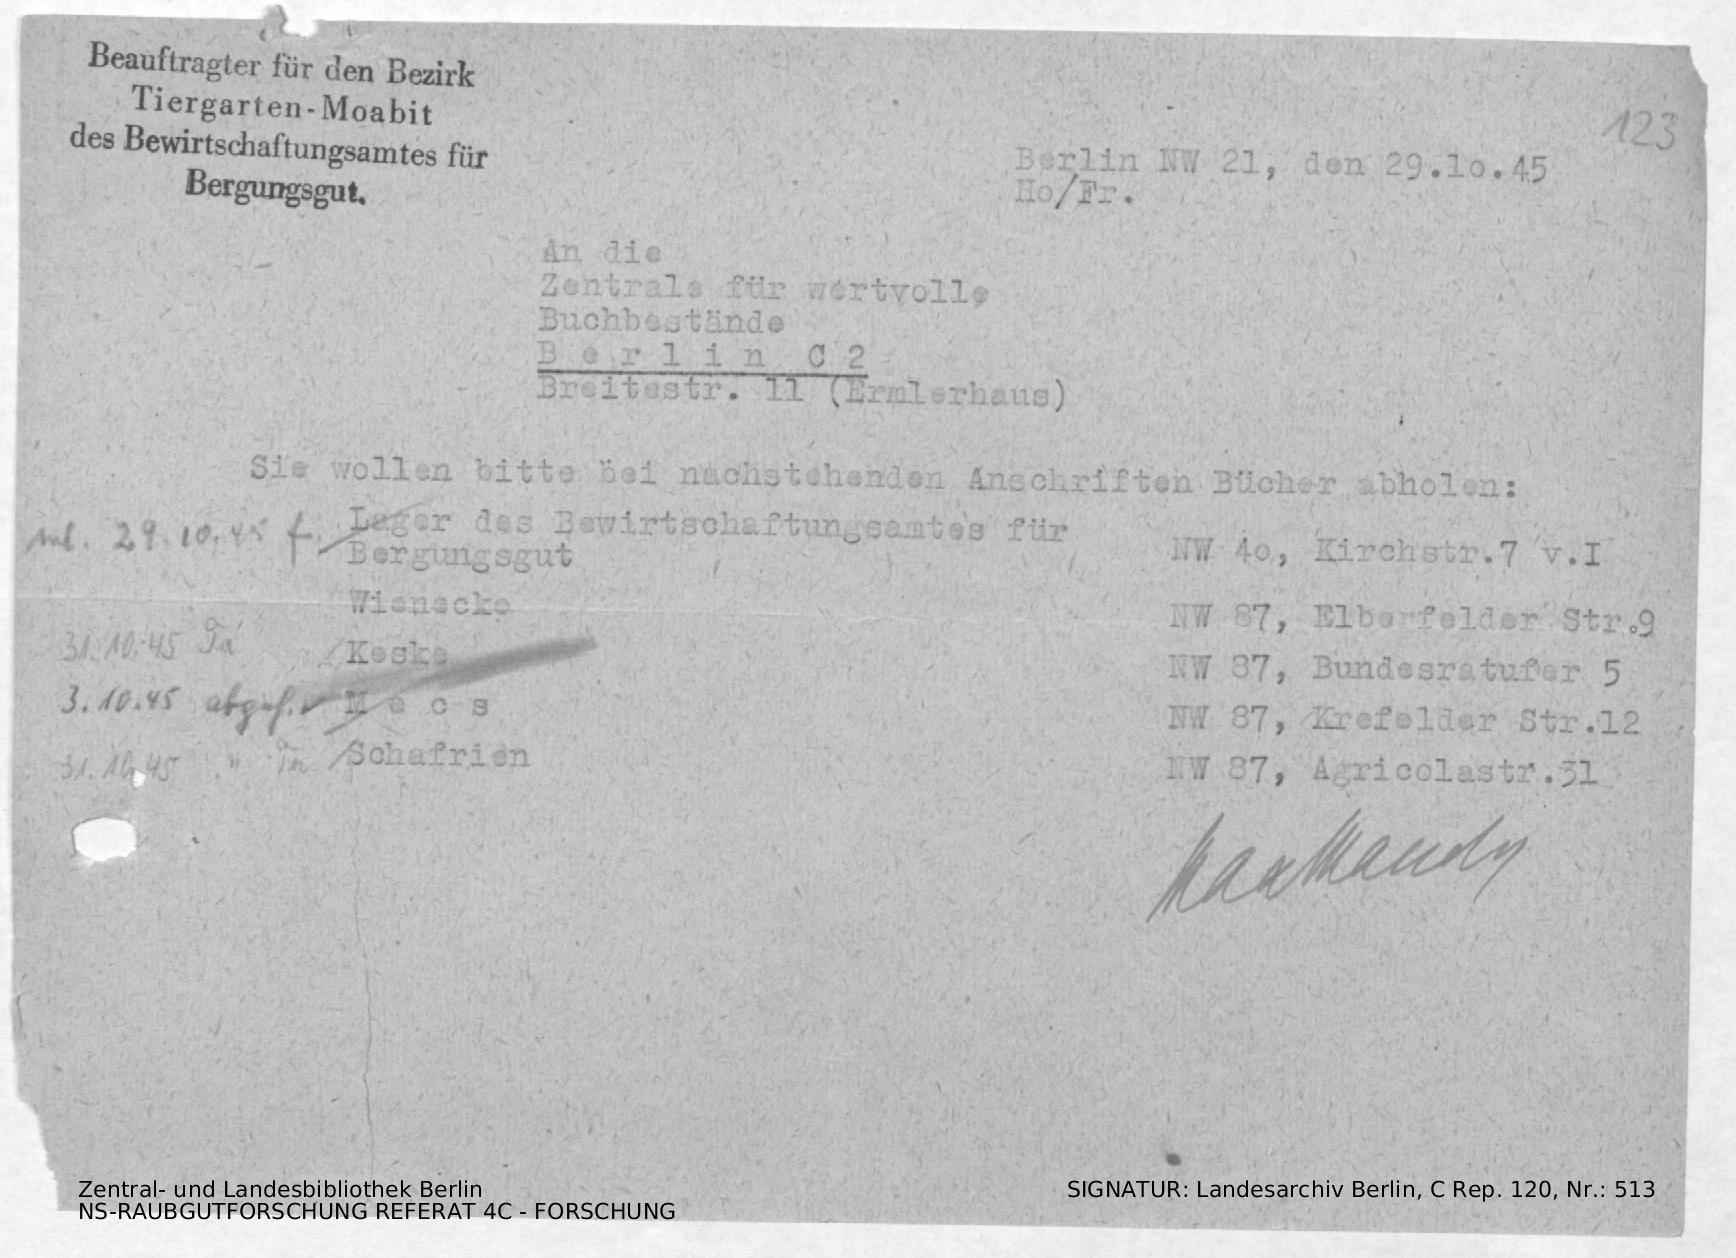 Beauftragter für den Bezirk
Tiergarten-Moabit
des Bewirtschaftungsamtes für
Bergungsgut.
123
Berlin NW 21, den 29.10.45
Ho/Fr.
An die
Zentrale für wertvolle
Buchbestände
B e r l i n C 2
Breitestr. 11 (Ermlerhaus)
Sie wollen bitte bei nachstehenden Anschriften Bücher abholen:
29.10.45 f. Lager des Bewirtschaftungsamtes für
Bergungsgut NW 40, Kirchstr.7 v.I
Wienecke NW 87, Elberfelder Str.9
31.10.45 Keske NW 87, Bundesratufer 5
3.10.45 abgeh. M e c s NW 87, Krefelder Str.12
31.10.45 " Schafrien NW 87, Agricolastr.31
Zentral- und Landesbibliothek Berlin
NS-RAUBGUTFORSCHUNG REFERAT 4C - FORSCHUNG
SIGNATUR: Landesarchiv Berlin, C Rep. 120, Nr.: 513